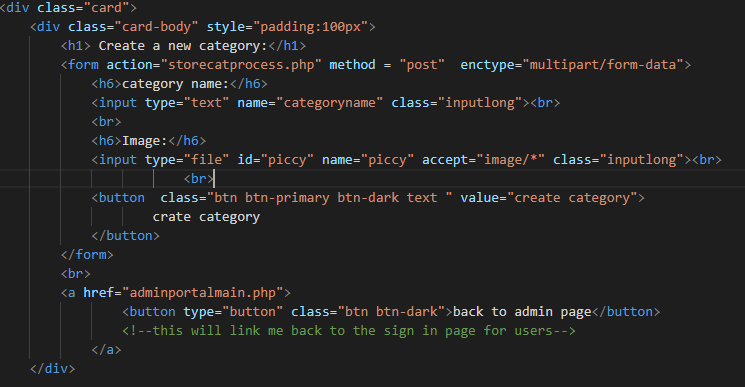 <div class="card">
<div class="card-body" style="padding:100px">
<h1> Create a new category:</h1>
<form action="storecatprocess.php" method = "post"  enctype="multipart/form-data">
<h6>category name:</h6>
<input type="text" name="categoryname" class="inputlong"><br>
<br>
<h6>Image:</h6>
<input type="file" id="piccy" name="piccy" accept="image/*" class="inputlong"><br>
<br>
<button  class="btn btn-primary btn-dark text " value="create category">
crate category
</button>
</form>
<br>
<a href="adminportalmain.php">
<button type="button" class="btn btn-dark">back to admin page</button>
<!--this will link me back to the sign in page for users-->
</a>
</div>